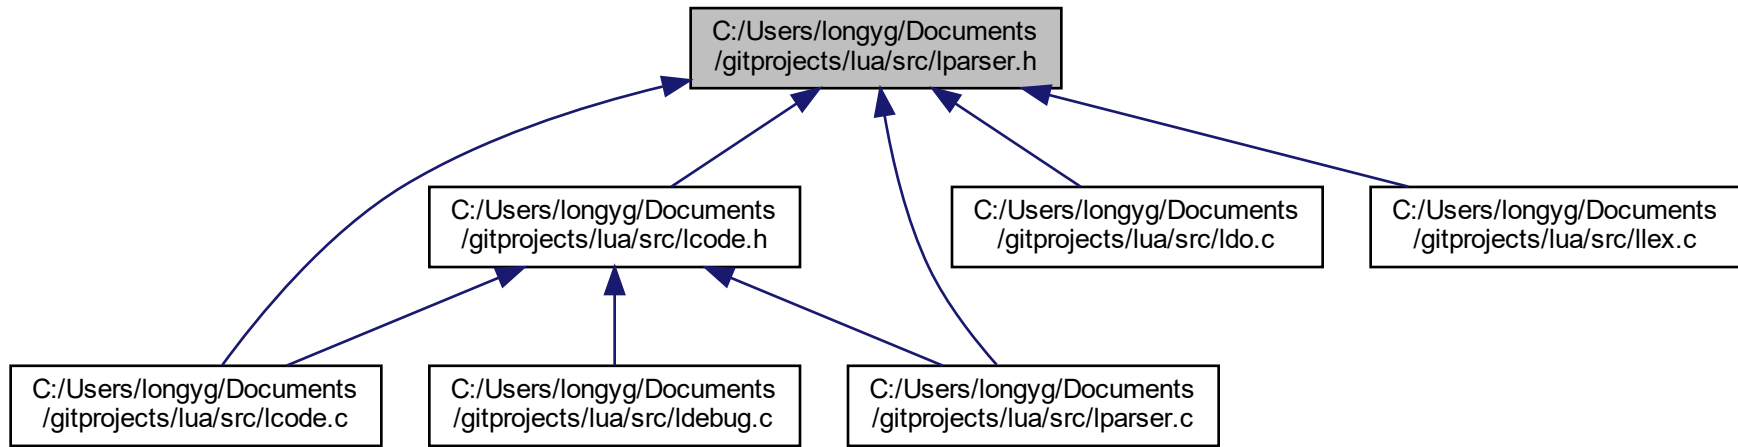 C:/Users/longyg/Documents
/gitprojects/lua/src/lparser.h
C:/Users/longyg/Documents
/gitprojects/lua/src/lcode.h
C:/Users/longyg/Documents
/gitprojects/lua/src/ldo.c
C:/Users/longyg/Documents
/gitprojects/lua/src/llex.c
C:/Users/longyg/Documents
/gitprojects/lua/src/lcode.c
C:/Users/longyg/Documents
/gitprojects/lua/src/ldebug.c
C:/Users/longyg/Documents
/gitprojects/lua/src/lparser.c